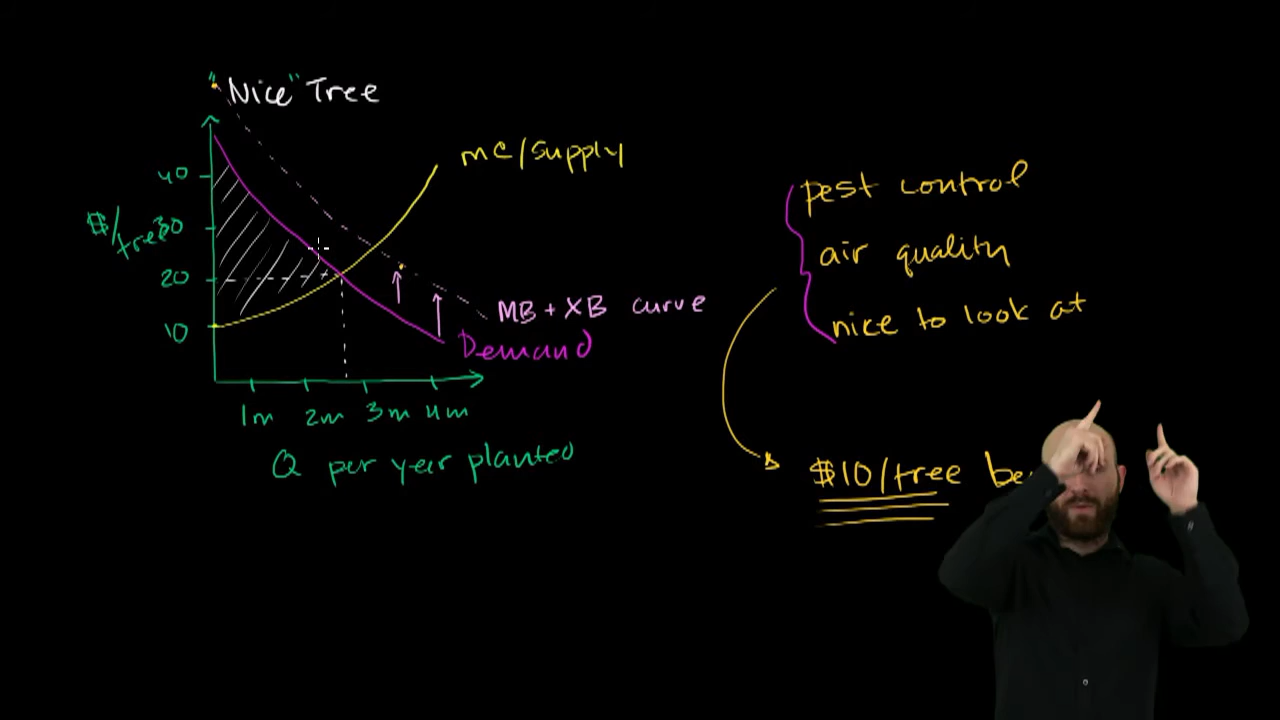 "Nice" Tree
MC/supply
40
$/tree
30
20
10
MB + XB curve
Demand
1m 2m 3m 4m
Q per year planted
pest control
air quality
nice to look at
$10/tree be